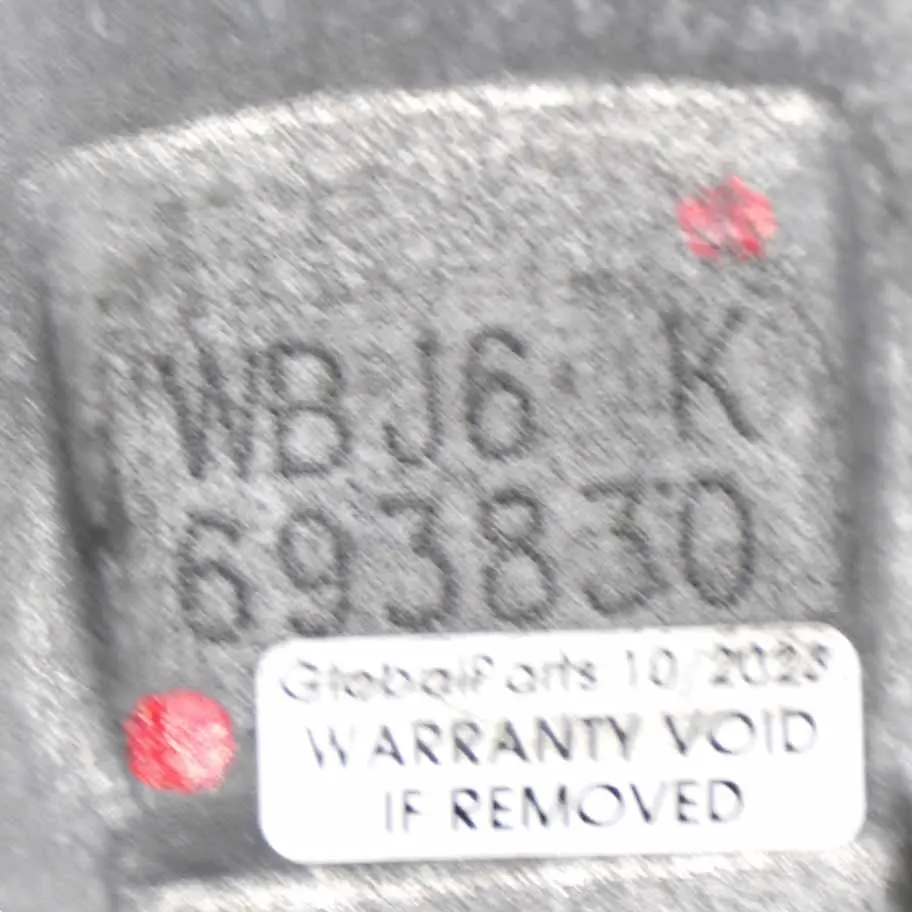 WBJ6 K
693830
GlobalParts 10/2023
WARRANTY VOID
IF REMOVED